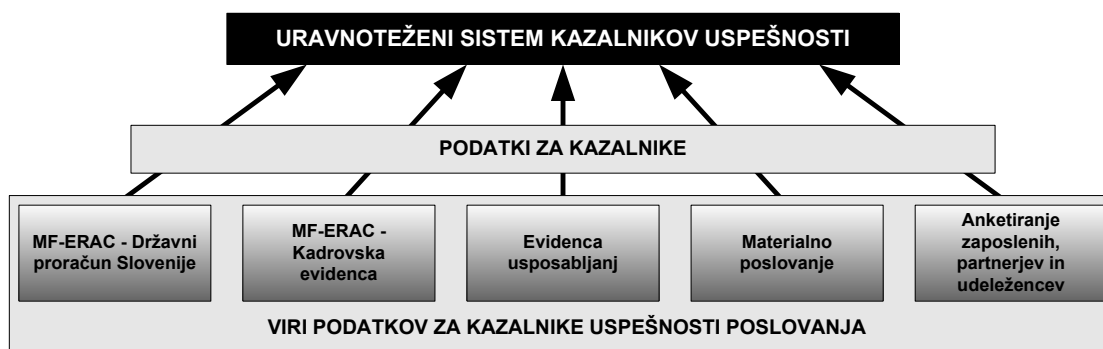 URAVNOTEŽENI SISTEM KAZALNIKOV USPEŠNOSTI
PODATKI ZA KAZALNIKE
MF-ERAC - Državni
proračun Slovenije
MF-ERAC -
Kadrovska
evidenca
Evidenca
usposabljanj
Materialno
poslovanje
Anketiranje
zaposlenih,
partnerjev in
udeležencev
VIRI PODATKOV ZA KAZALNIKE USPEŠNOSTI POSLOVANJA